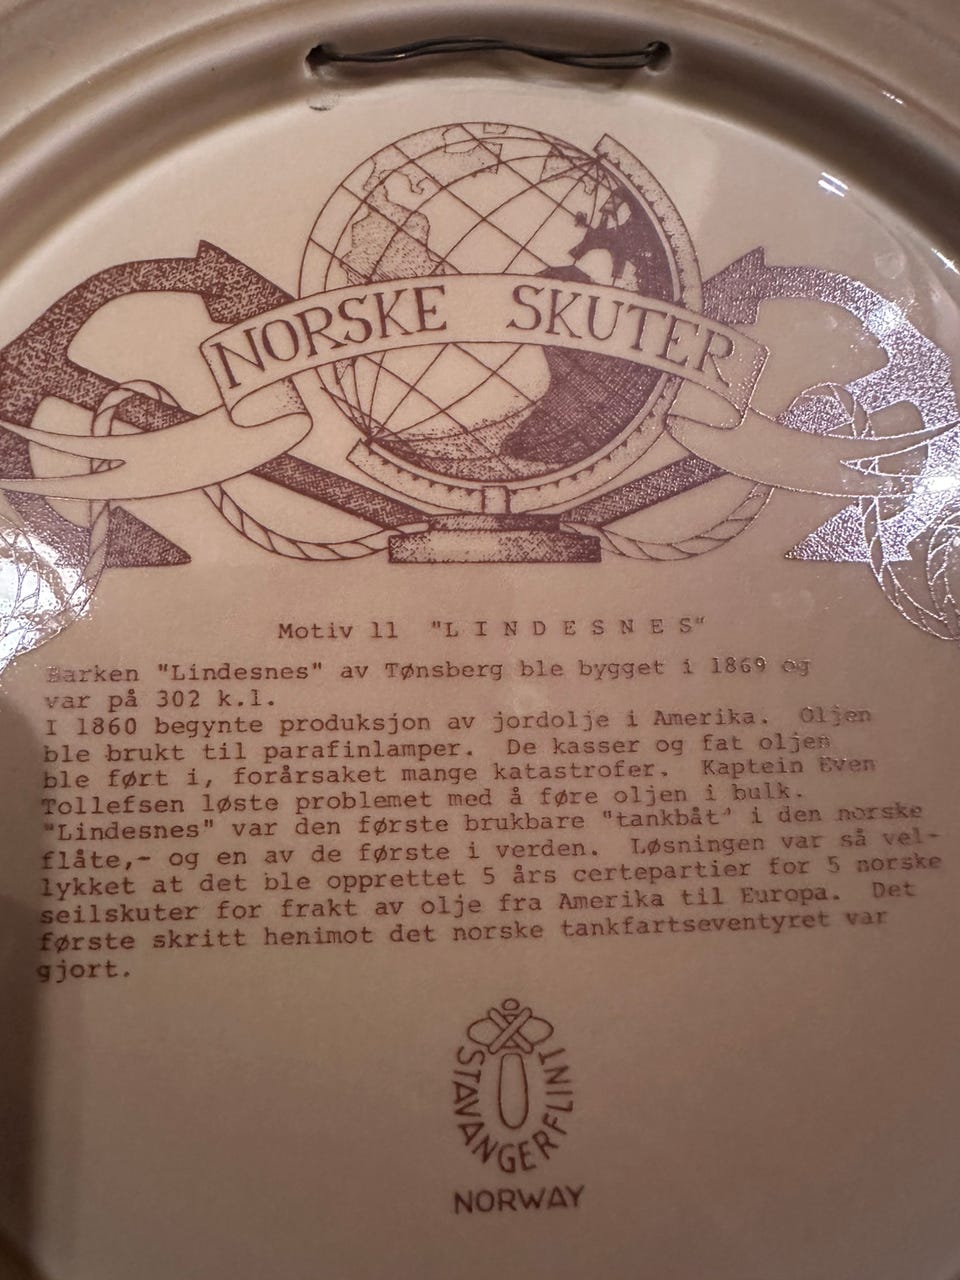 NORSKE SKUTER
Motiv 11 "LINDESNES"
Barken "Lindesnes" av Tønsberg ble bygget i 1869 og
var på 302 k.l.
I 1860 begynte produksjon av jordolje i Amerika. Oljen
ble brukt til parafinlamper. De kasser og fat oljen
ble ført i, forårsaket mange katastrofer. Kaptein Even
Tollefsen løste problemet med å føre oljen i bulk.
"Lindesnes" var den første brukbare "tankbåt" i den norske
flåte,- og en av de første i verden. Løsningen var så vel-
lykket at det ble opprettet 5 års certepartier for 5 norske
seilskuter for frakt av olje fra Amerika til Europa. Det
første skritt henimot det norske tankfartseventyret var
gjort.
STAVANGERFLINT
NORWAY